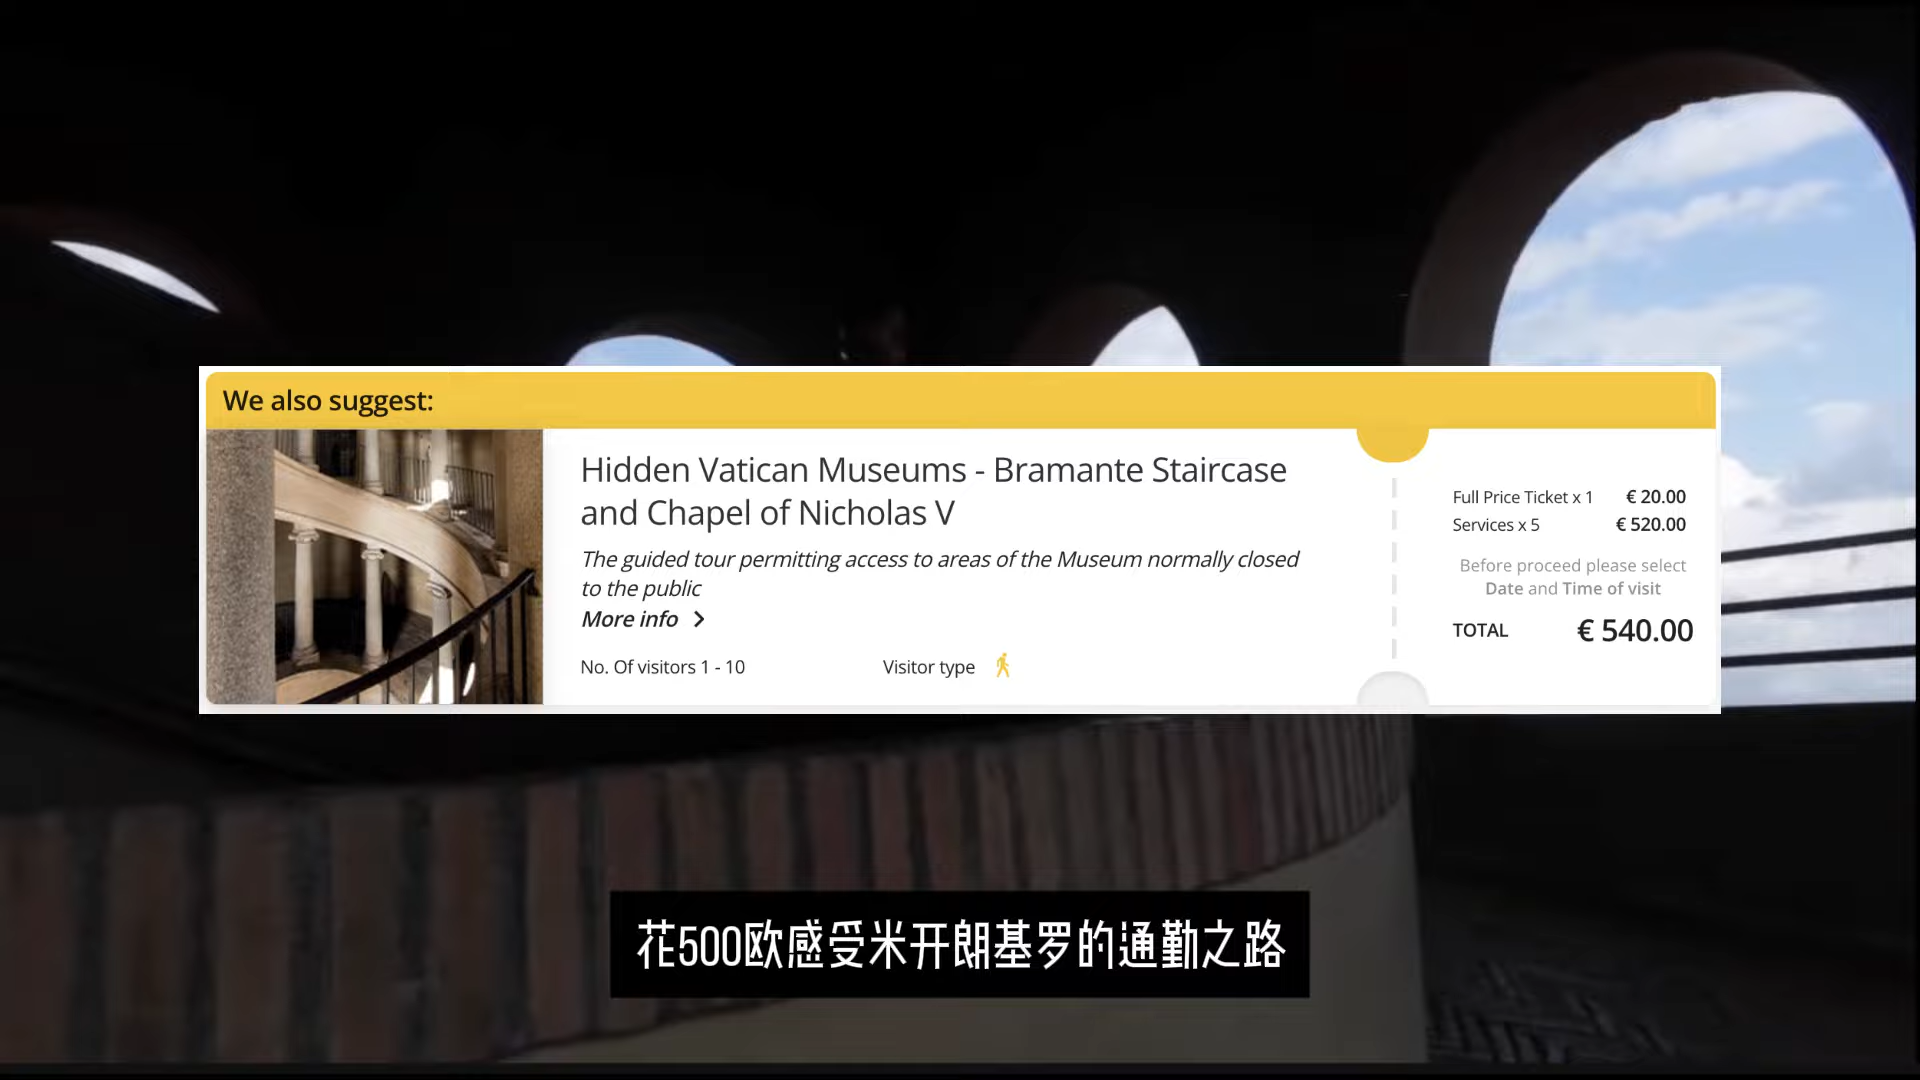 We also suggest:
Hidden Vatican Museums - Bramante Staircase
and Chapel of Nicholas V
The guided tour permitting access to areas of the Museum normally closed
to the public
More info
No. Of visitors 1 - 10
Visitor type
Full Price Ticket x 1 € 20.00
Services x 5 € 520.00
Before proceed please select
Date and Time of visit
TOTAL € 540.00
花500欧感受米开朗基罗的通勤之路